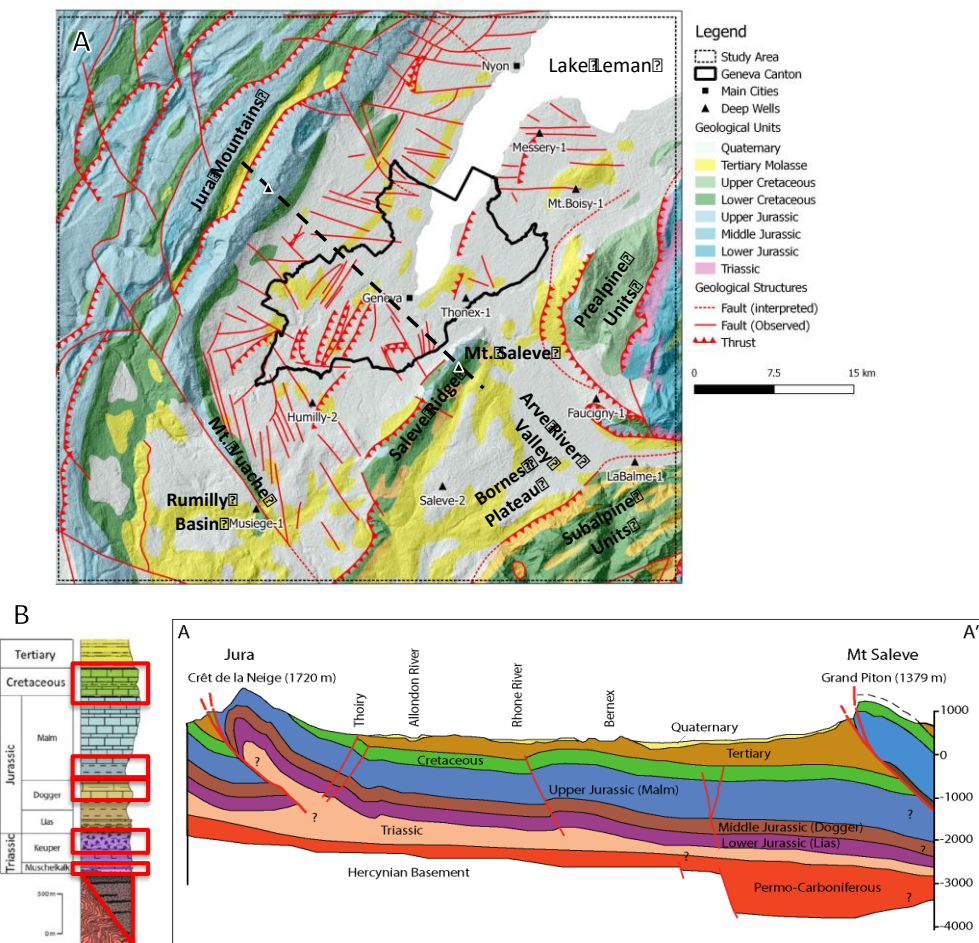 A
Nyon
Lake Leman
Messery-1
Jura Mountains
Mt.Boisy-1
Geneva
Thonex-1
Prealpine
Units
Mt. Saleve
Humilly-2
Saleve Ridge
Faucigny-1
Arve River
Valley
Mt. Vuache
LaBalme-1
Bornes
Plateau
Saleve-2
Rumilly
Basin
Musiege-1
Subalpine
Units
Legend
Study Area
Geneva Canton
Main Cities
Deep Wells
Geological Units
Quaternary
Tertiary Molasse
Upper Cretaceous
Lower Cretaceous
Upper Jurassic
Middle Jurassic
Lower Jurassic
Triassic
Geological Structures
Fault (interpreted)
Fault (Observed)
Thrust
0 7.5 15 km
B
Tertiary
Cretaceous
Jurassic
Malm
Dogger
Lias
Triassic
Keuper
Muschelkalk
500 m
0 m
A A'
Jura
Crêt de la Neige (1720 m)
Thoiry
Allondon River
Rhone River
Bernex
Mt Saleve
Grand Piton (1379 m)
Quaternary
Tertiary
Cretaceous
Upper Jurassic (Malm)
Middle Jurassic (Dogger)
Lower Jurassic (Lias)
Triassic
Hercynian Basement
Permo-Carboniferous
?
?
?
?
?
?
1000
0
-1000
-2000
-3000
-4000